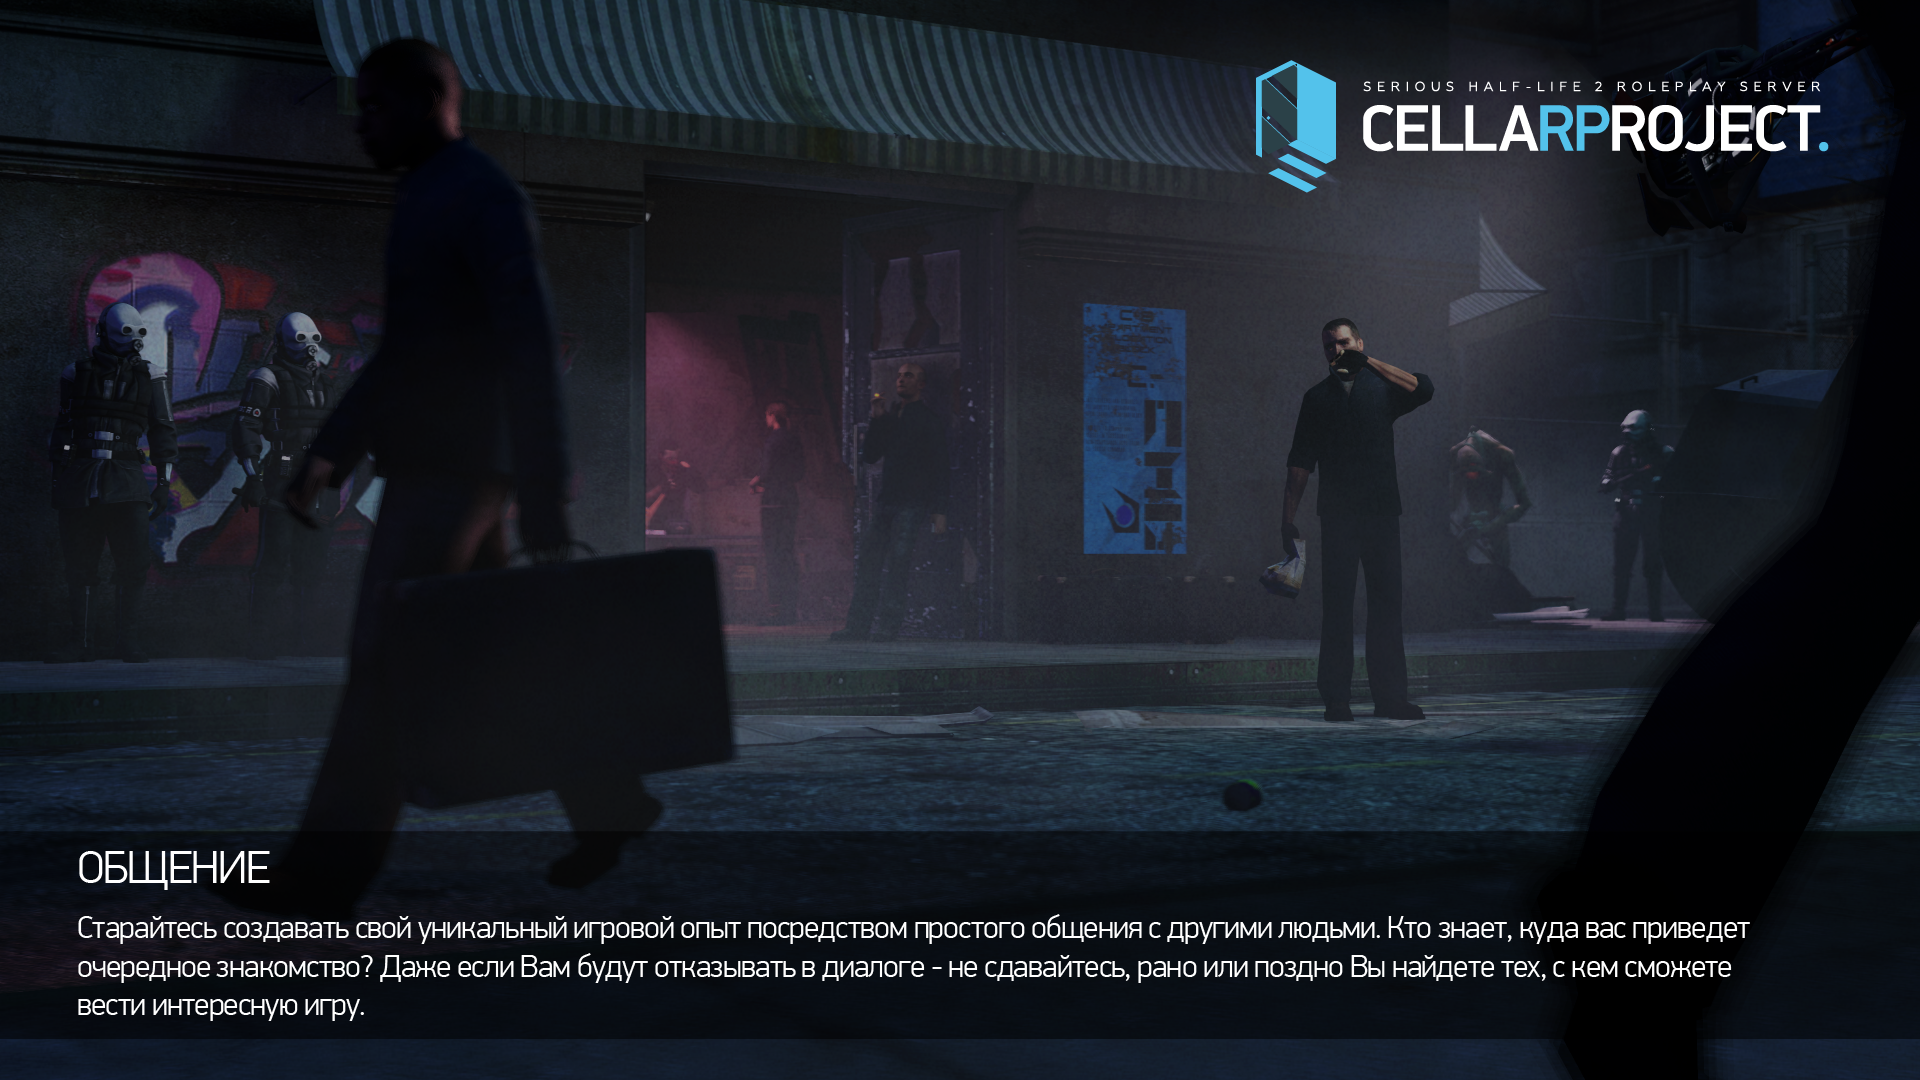 SERIOUS HALF-LIFE 2 ROLEPLAY SERVER
CELLARPROJECT.
ОБЩЕНИЕ
Старайтесь создавать свой уникальный игровой опыт посредством простого общения с другими людьми. Кто знает, куда вас приведет
очередное знакомство? Даже если Вам будут отказывать в диалоге - не сдавайтесь, рано или поздно Вы найдете тех, с кем сможете
вести интересную игру.